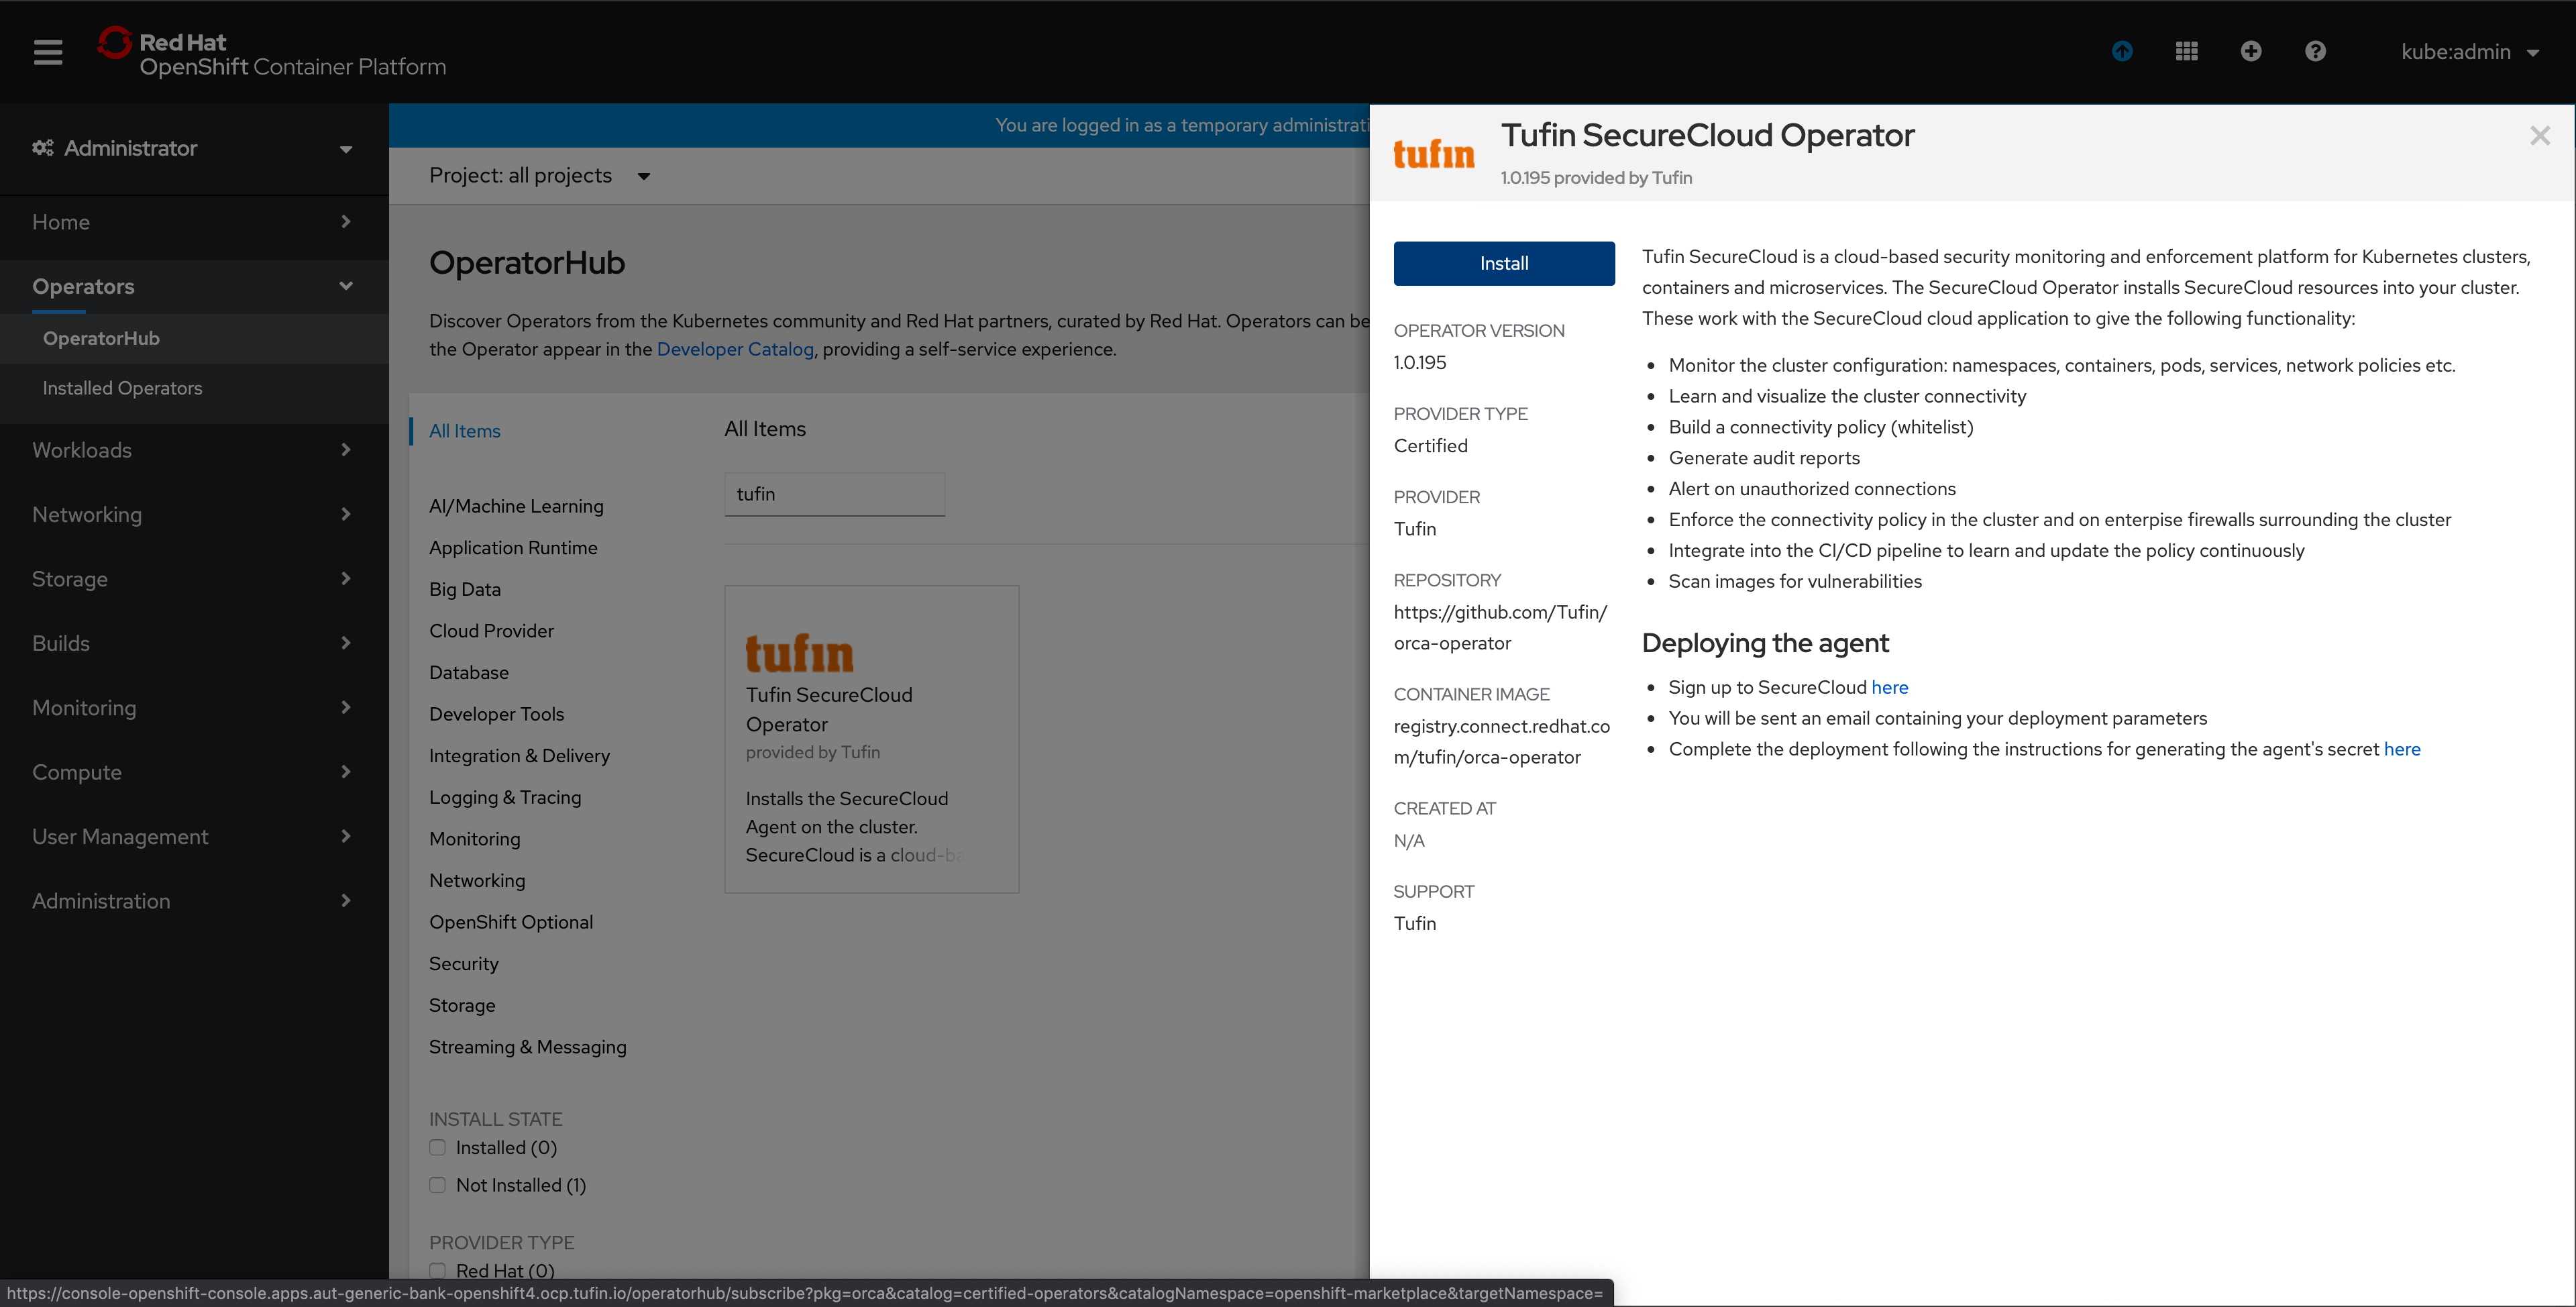 Red Hat
OpenShift Container Platform
kube:admin
Administrator
Home
Operators
OperatorHub
Installed Operators
Workloads
Networking
Storage
Builds
Monitoring
Compute
User Management
Administration
You are logged in as a temporary administrati
Project: all projects
OperatorHub
Discover Operators from the Kubernetes community and Red Hat partners, curated by Red Hat. Operators can be
the Operator appear in the Developer Catalog, providing a self-service experience.
All Items
AI/Machine Learning
Application Runtime
Big Data
Cloud Provider
Database
Developer Tools
Integration & Delivery
Logging & Tracing
Monitoring
Networking
OpenShift Optional
Security
Storage
Streaming & Messaging
INSTALL STATE
Installed (0)
Not Installed (1)
PROVIDER TYPE
Red Hat (0)
All Items
tufin
tufin
Tufin SecureCloud
Operator
provided by Tufin
Installs the SecureCloud
Agent on the cluster.
SecureCloud is a cloud-ba
tufin
Tufin SecureCloud Operator
1.0.195 provided by Tufin
Install
OPERATOR VERSION
1.0.195
PROVIDER TYPE
Certified
PROVIDER
Tufin
REPOSITORY
https://github.com/Tufin/
orca-operator
CONTAINER IMAGE
registry.connect.redhat.co
m/tufin/orca-operator
CREATED AT
N/A
SUPPORT
Tufin
Tufin SecureCloud is a cloud-based security monitoring and enforcement platform for Kubernetes clusters,
containers and microservices. The SecureCloud Operator installs SecureCloud resources into your cluster.
These work with the SecureCloud cloud application to give the following functionality:
• Monitor the cluster configuration: namespaces, containers, pods, services, network policies etc.
• Learn and visualize the cluster connectivity
• Build a connectivity policy (whitelist)
• Generate audit reports
• Alert on unauthorized connections
• Enforce the connectivity policy in the cluster and on enterpise firewalls surrounding the cluster
• Integrate into the CI/CD pipeline to learn and update the policy continuously
• Scan images for vulnerabilities
Deploying the agent
• Sign up to SecureCloud here
• You will be sent an email containing your deployment parameters
• Complete the deployment following the instructions for generating the agent's secret here
https://console-openshift-console.apps.aut-generic-bank-openshift4.ocp.tufin.io/operatorhub/subscribe?pkg=orca&catalog=certified-operators&catalogNamespace=openshift-marketplace&targetNamespace=